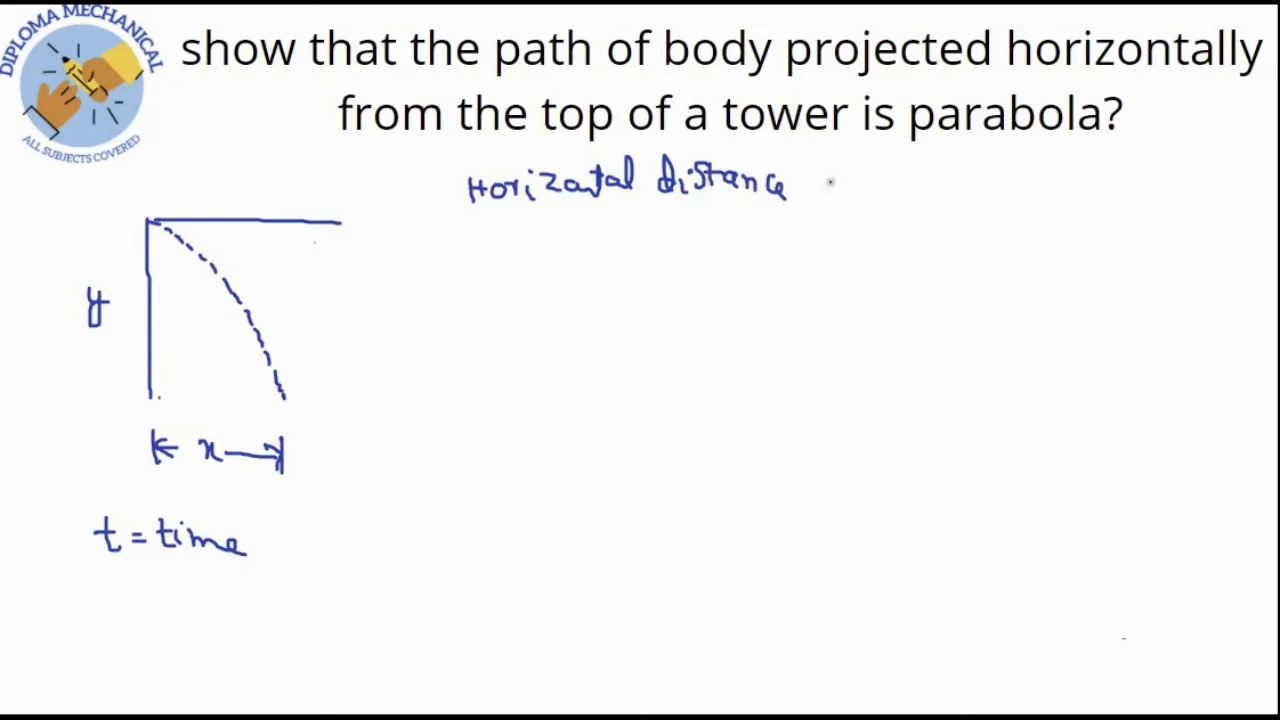 DIPLOMA MECHANICAL
ALL SUBJECTS COVERED
show that the path of body projected horizontally
from the top of a tower is parabola?
Horizontal distance
y
x
t = time